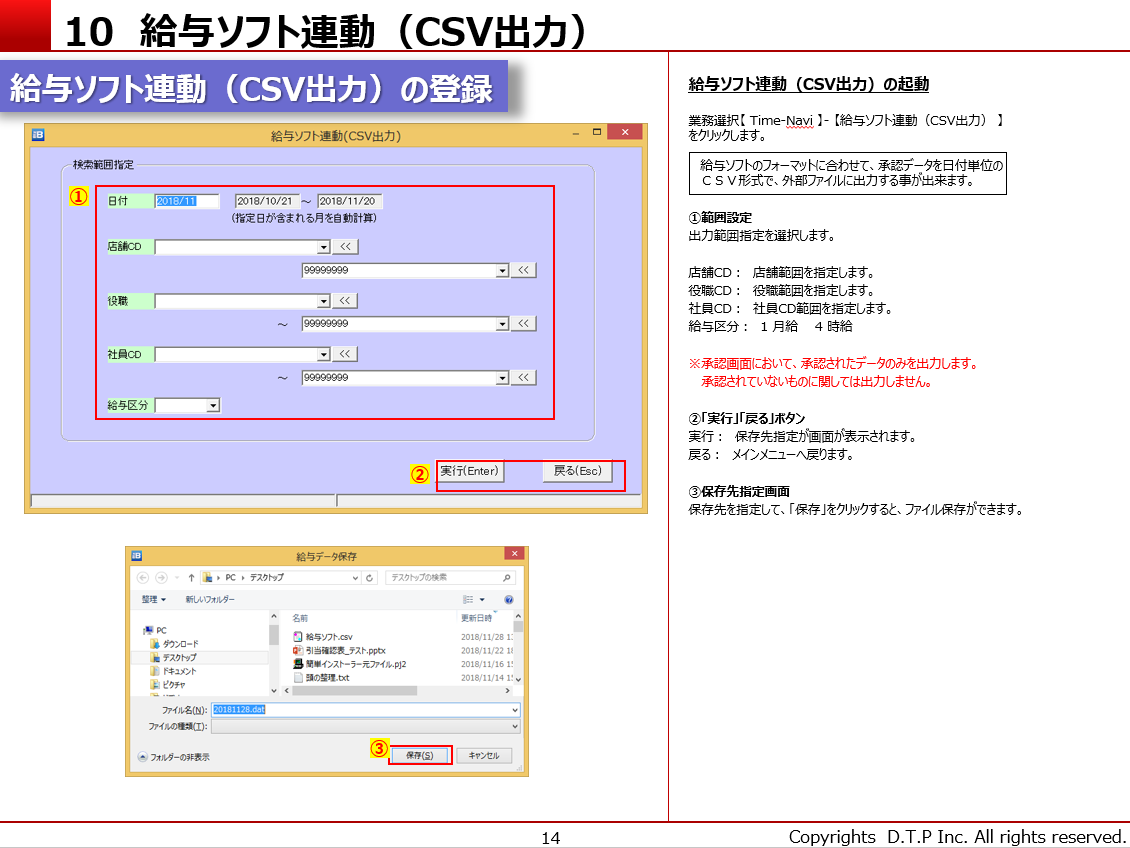 10 給与ソフト連動（CSV出力）
給与ソフト連動（CSV出力）の登録
給与ソフト連動(CSV出力)
検索範囲指定
①
日付 2018/11 2018/10/21 ～ 2018/11/20
(指定日が含まれる月を自動計算)
店舗CD <<
99999999 <<
役職 <<
～ 99999999 <<
社員CD <<
～ 99999999 <<
給与区分
② 実行(Enter) 戻る(Esc)
給与データ保存
PC デスクトップ デスクトップの検索
整理 新しいフォルダー
名前 更新日時
PC
ダウンロード
デスクトップ
ドキュメント
ピクチャ
給与ソフト.csv 2018/11/28 1
引当確認表_テスト.pptx 2018/11/22 1
簡単インストーラー元ファイル.pj2 2018/11/16 1
頭の整理.txt 2018/11/14 1
ファイル名(N): 20181128.dat
ファイルの種類(T):
フォルダーの非表示
③ 保存(S) キャンセル
給与ソフト連動（CSV出力）の起動
業務選択【 Time-Navi 】-【給与ソフト連動（CSV出力） 】
をクリックします。
給与ソフトのフォーマットに合わせて、承認データを日付単位の
ＣＳＶ形式で、外部ファイルに出力する事が出来ます。
①範囲設定
出力範囲指定を選択します。
店舗CD： 店舗範囲を指定します。
役職CD： 役職範囲を指定します。
社員CD： 社員CD範囲を指定します。
給与区分： １月給 ４時給
※承認画面において、承認されたデータのみを出力します。
承認されていないものに関しては出力しません。
②「実行」「戻る」ボタン
実行： 保存先指定が画面が表示されます。
戻る： メインメニューへ戻ります。
③保存先指定画面
保存先を指定して、「保存」をクリックすると、ファイル保存ができます。
14
Copyrights D.T.P Inc. All rights reserved.